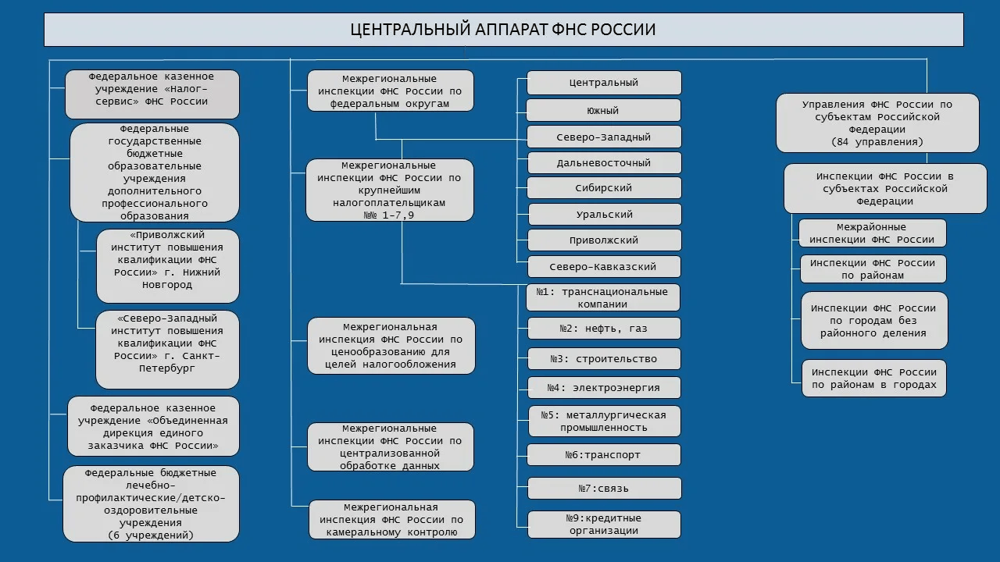 ЦЕНТРАЛЬНЫЙ АППАРАТ ФНС РОССИИ
Федеральное казенное
учреждение «Налог-
сервис» ФНС России
Федеральные
государственные
бюджетные
образовательные
учреждения
дополнительного
профессионального
образования
«Приволжский
институт повышения
квалификации ФНС
России» г. Нижний
Новгород
«Северо-Западный
институт повышения
квалификации ФНС
России» г. Санкт-
Петербург
Федеральное казенное
учреждение «Объединенная
дирекция единого
заказчика ФНС России»
Федеральные бюджетные
лечебно-
профилактические/детско-
оздоровительные
учреждения
(6 учреждений)
Межрегиональные
инспекции ФНС России по
федеральным округам
Межрегиональные
инспекции ФНС России по
крупнейшим
налогоплательщикам
№№ 1-7,9
Межрегиональная
инспекция ФНС России по
ценообразованию для
целей налогообложения
Межрегиональные
инспекции ФНС России по
централизованной
обработке данных
Межрегиональная
инспекция ФНС России по
камеральному контролю
Центральный
Южный
Северо-Западный
Дальневосточный
Сибирский
Уральский
Приволжский
Северо-Кавказский
№1: транснациональные
компании
№2: нефть, газ
№3: строительство
№4: электроэнергия
№5: металлургическая
промышленность
№6:транспорт
№7:связь
№9:кредитные
организации
Управления ФНС России по
субъектам Российской
Федерации
(84 управления)
Инспекции ФНС России в
субъектах Российской
Федерации
Межрайонные
инспекции ФНС России
Инспекции ФНС России
по районам
Инспекции ФНС России
по городам без
районного деления
Инспекции ФНС России
по районам в городах